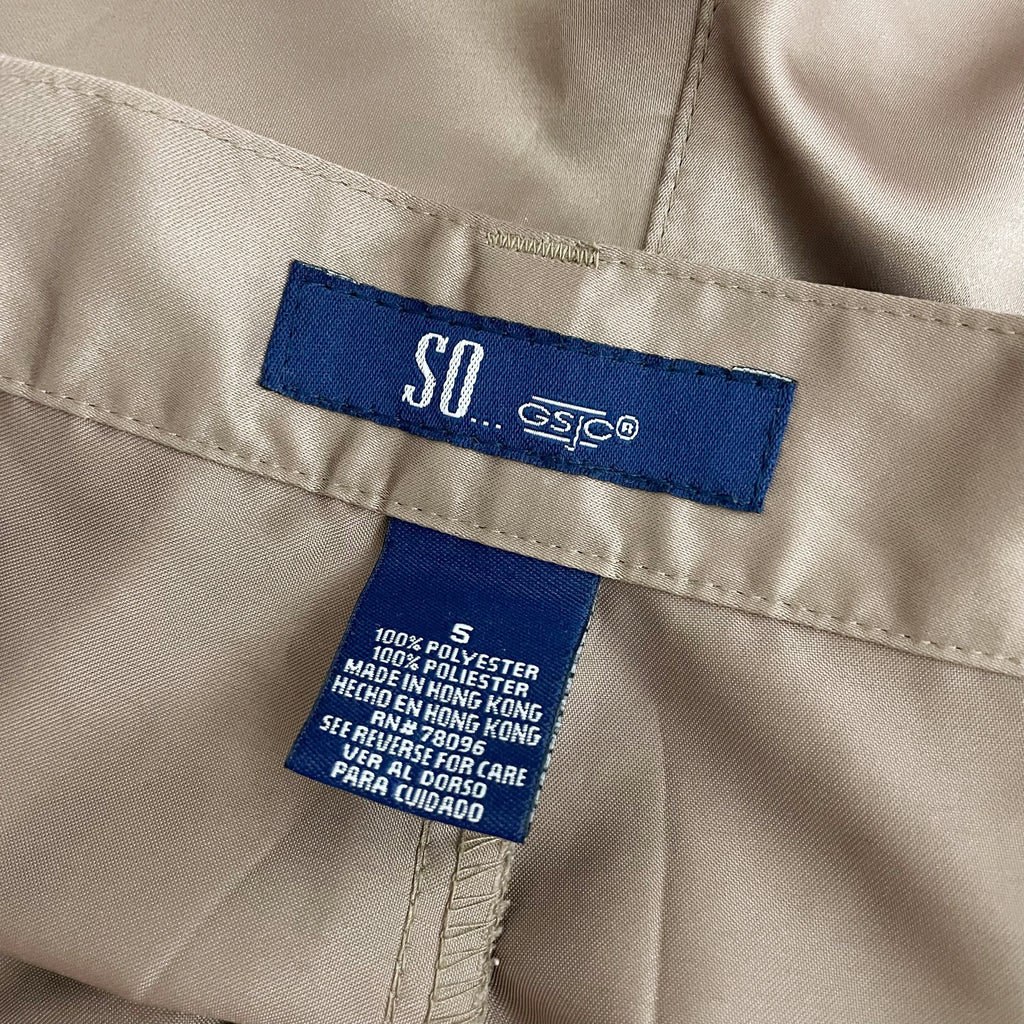 SO... GSJC®
5
100% POLYESTER
100% POLIESTER
MADE IN HONG KONG
HECHO EN HONG KONG
RN# 78096
SEE REVERSE FOR CARE
VER AL DORSO
PARA CUIDADO